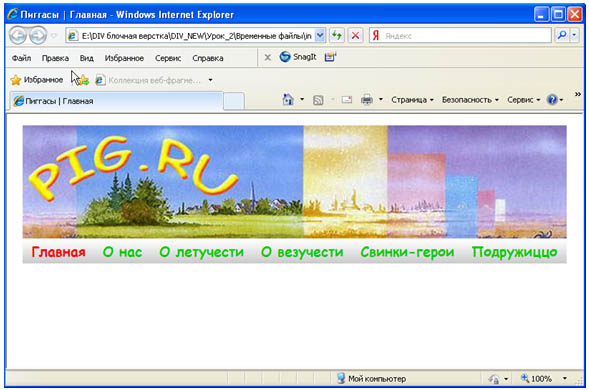 Пиггасы | Главная - Windows Internet Explorer
E:\DIV блочная верстка\DIV_NEW\Урок_2\Временные файлы\in
Яндекс
Файл Правка Вид Избранное Сервис Справка
SnagIt
Избранное
Коллекция веб-фрагме...
Пиггасы | Главная
Страница Безопасность Сервис
PIG.RU
Главная О нас О летучести О везучести Свинки-герои Подружиццо
Мой компьютер
100%